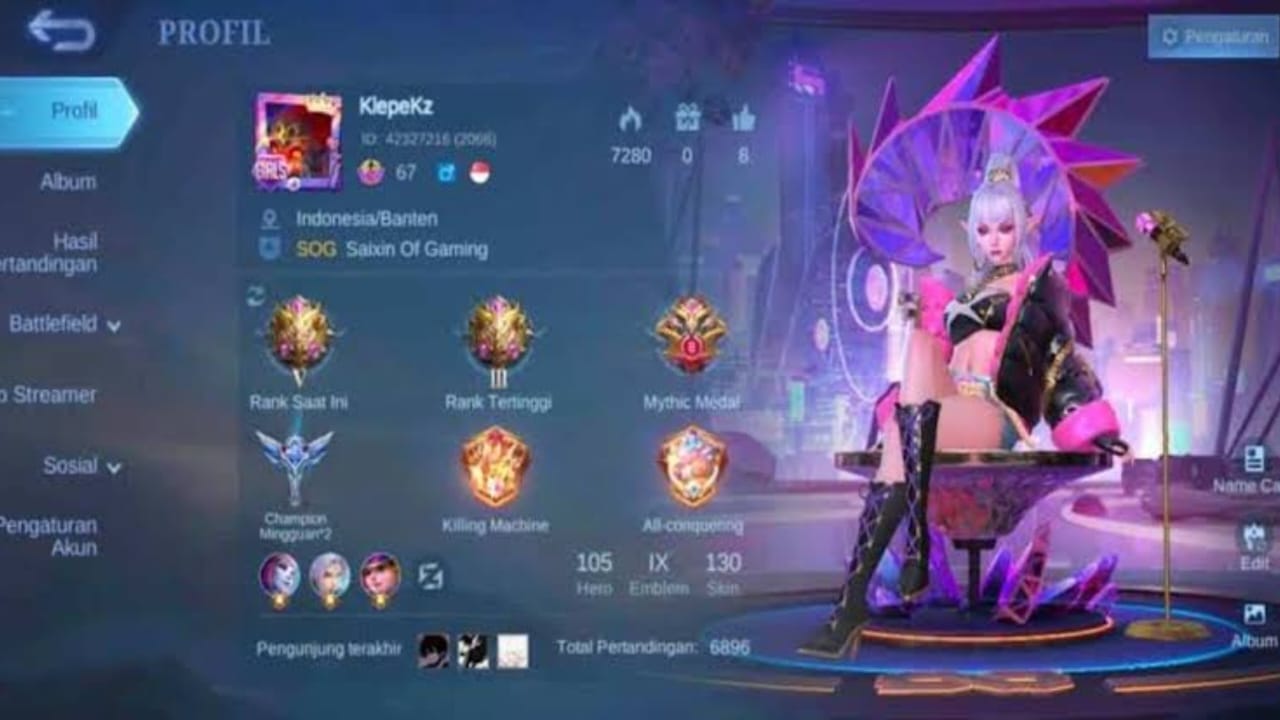 PROFIL
Pengaturan
Profil
Album
Hasil
ertandingan
Battlefield
Streamer
Sosial
Pengaturan
Akun
GIRLS
KlepeKz
ID: 42327216 (2066)
67
7280 0 8
Indonesia/Banten
SOG Saixin Of Gaming
V
III
8
Rank Saat Ini Rank Tertinggi Mythic Medal
Champion
Mingguan*2
Killing Machine
All-conquering
105 IX 130
Hero Emblem Skin
Pengunjung terakhir
Total Pertandingan: 6896
Name Ca
Edit
Album